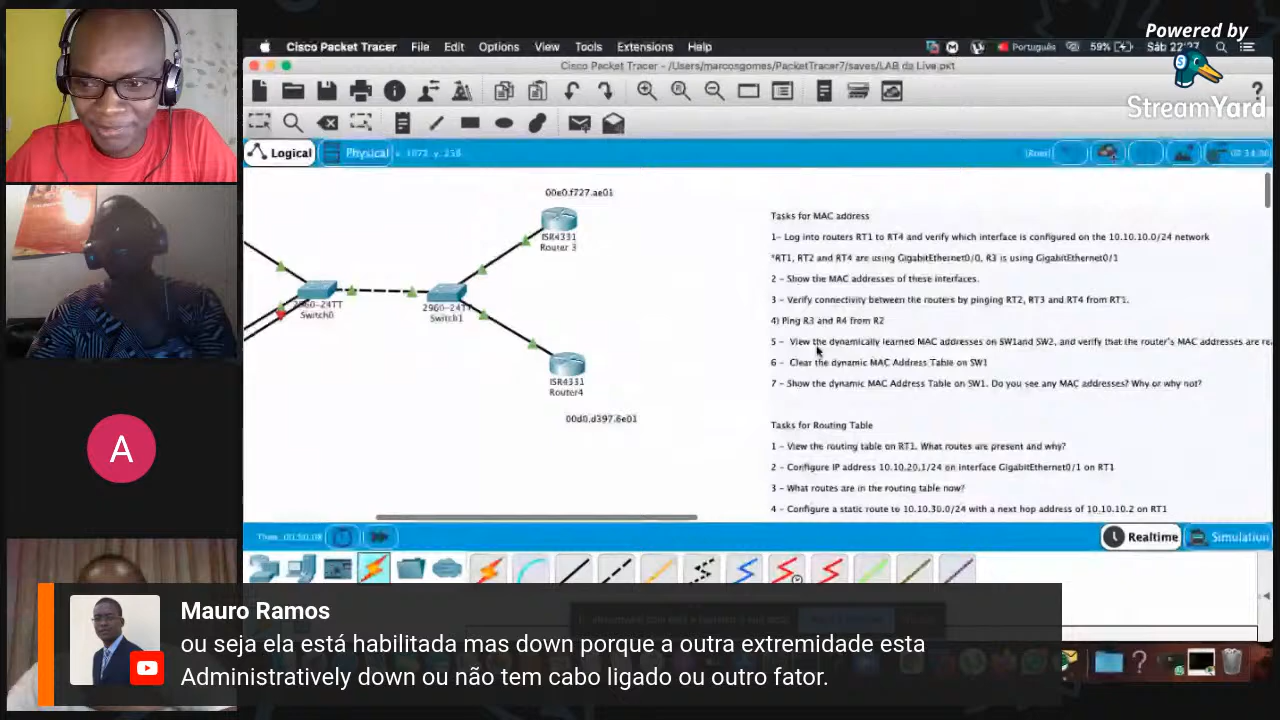 Powered by
StreamYard
Cisco Packet Tracer File Edit Options View Tools Extensions Help
Português 59% Sáb 22:27
Cisco Packet Tracer - /Users/marcosgomes/PacketTracer7/saves/LAB da Live.pkt
Logical Physical
[Root]
00e0.f727.ae01
ISR4331
Router 3
2960-24TT
Switch0
2960-24TT
Switch1
ISR4331
Router4
00d0.d397.6e01
Tasks for MAC address
1- Log into routers RT1 to RT4 and verify which interface is configured on the 10.10.10.0/24 network
*RT1, RT2 and RT4 are using GigabitEthernet0/0, R3 is using GigabitEthernet0/1
2 - Show the MAC addresses of these interfaces.
3 - Verify connectivity between the routers by pinging RT2, RT3 and RT4 from RT1.
4) Ping R3 and R4 from R2
5 - View the dynamically learned MAC addresses on SW1and SW2, and verify that the router's MAC addresses are rea
6 - Clear the dynamic MAC Address Table on SW1
7 - Show the dynamic MAC Address Table on SW1. Do you see any MAC addresses? Why or why not?
Tasks for Routing Table
1 - View the routing table on RT1. What routes are present and why?
2 - Configure IP address 10.10.20.1/24 on interface GigabitEthernet0/1 on RT1
3 - What routes are in the routing table now?
4 - Configure a static route to 10.10.30.0/24 with a next hop address of 10.10.10.2 on RT1
Realtime Simulation
A
Mauro Ramos
ou seja ela está habilitada mas down porque a outra extremidade esta
Administratively down ou não tem cabo ligado ou outro fator.